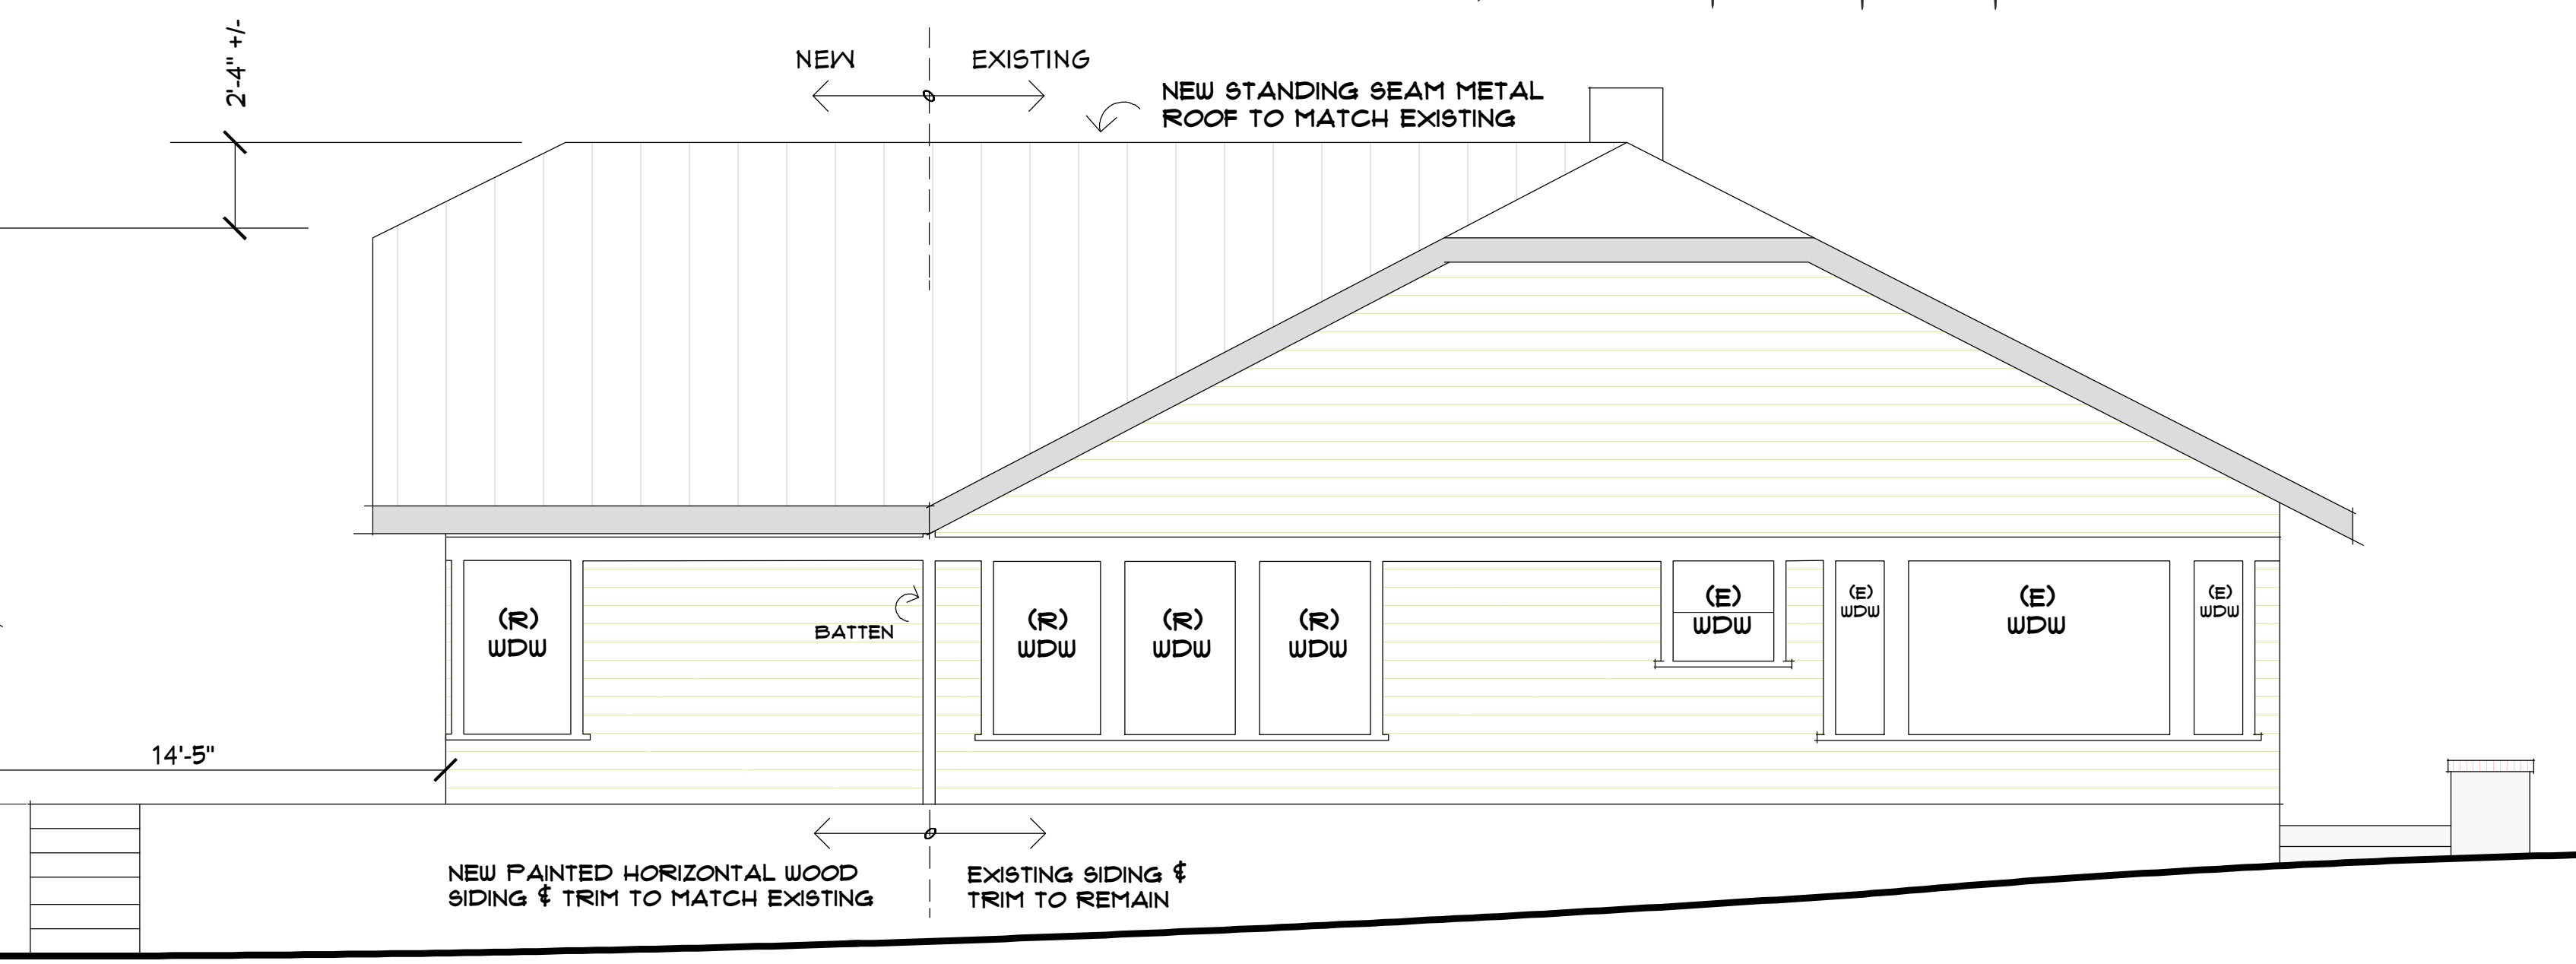 2'-4" +/-
NEW
EXISTING
NEW STANDING SEAM METAL
ROOF TO MATCH EXISTING
(R)
WDW
BATTEN
(R)
WDW
(R)
WDW
(R)
WDW
(E)
WDW
(E)
WDW
(E)
WDW
(E)
WDW
14'-5"
NEW PAINTED HORIZONTAL WOOD
SIDING & TRIM TO MATCH EXISTING
EXISTING SIDING &
TRIM TO REMAIN